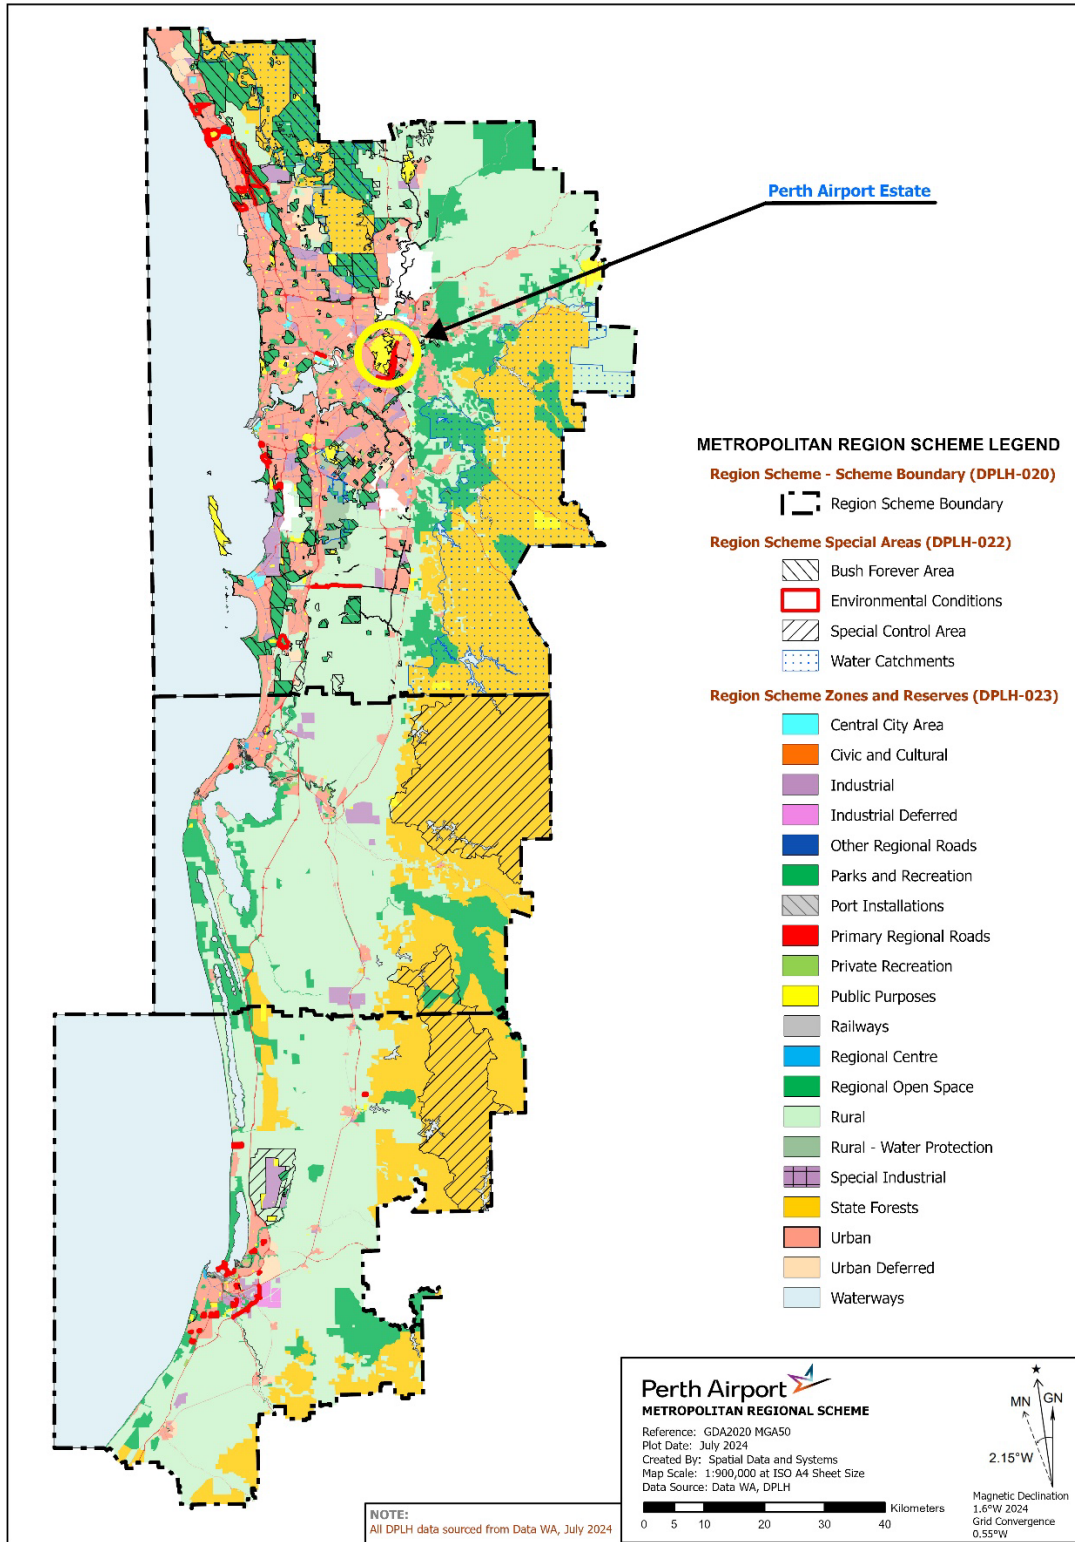 Perth Airport Estate
METROPOLITAN REGION SCHEME LEGEND
Region Scheme - Scheme Boundary (DPLH-020)
Region Scheme Boundary
Region Scheme Special Areas (DPLH-022)
Bush Forever Area
Environmental Conditions
Special Control Area
Water Catchments
Region Scheme Zones and Reserves (DPLH-023)
Central City Area
Civic and Cultural
Industrial
Industrial Deferred
Other Regional Roads
Parks and Recreation
Port Installations
Primary Regional Roads
Private Recreation
Public Purposes
Railways
Regional Centre
Regional Open Space
Rural
Rural - Water Protection
Special Industrial
State Forests
Urban
Urban Deferred
Waterways
NOTE:
All DPLH data sourced from Data WA, July 2024
Perth Airport
METROPOLITAN REGIONAL SCHEME
Reference: GDA2020 MGA50
Plot Date: July 2024
Created By: Spatial Data and Systems
Map Scale: 1:900,000 at ISO A4 Sheet Size
Data Source: Data WA, DPLH
Kilometers
0 5 10 20 30 40
MN GN
2.15°W
Magnetic Declination
1.6°W 2024
Grid Convergence
0.55°W